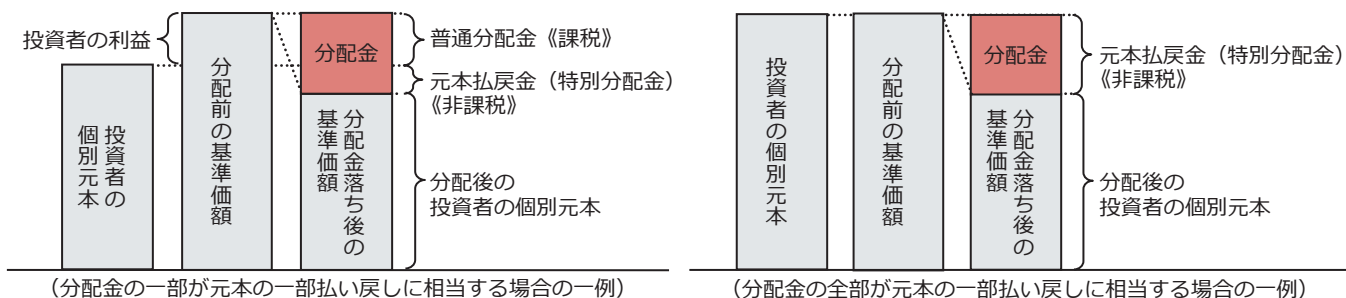 投資者の利益
投資者の
個別元本
分配前の基準価額
分配金
分配金落ち後の
基準価額
普通分配金《課税》
元本払戻金（特別分配金）
《非課税》
分配後の
投資者の個別元本
（分配金の一部が元本の一部払い戻しに相当する場合の一例）
投資者の個別元本
分配前の基準価額
分配金
分配金落ち後の
基準価額
元本払戻金（特別分配金）
《非課税》
分配後の
投資者の個別元本
（分配金の全部が元本の一部払い戻しに相当する場合の一例）